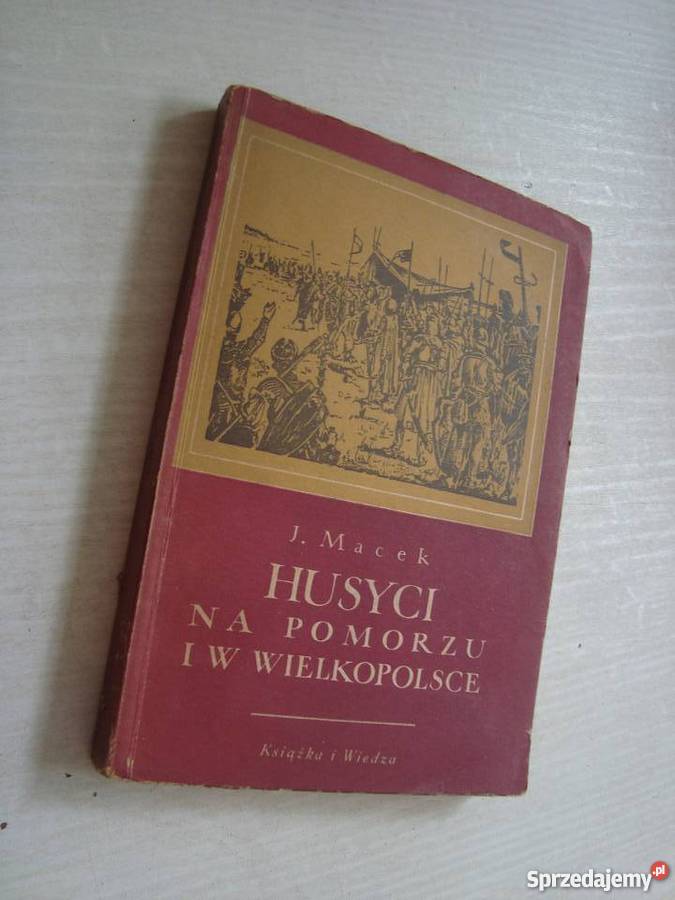 J. Macek
HUSYCI
NA POMORZU
I W WIELKOPOLSCE
Książka i Wiedza
Sprzedajemy.pl